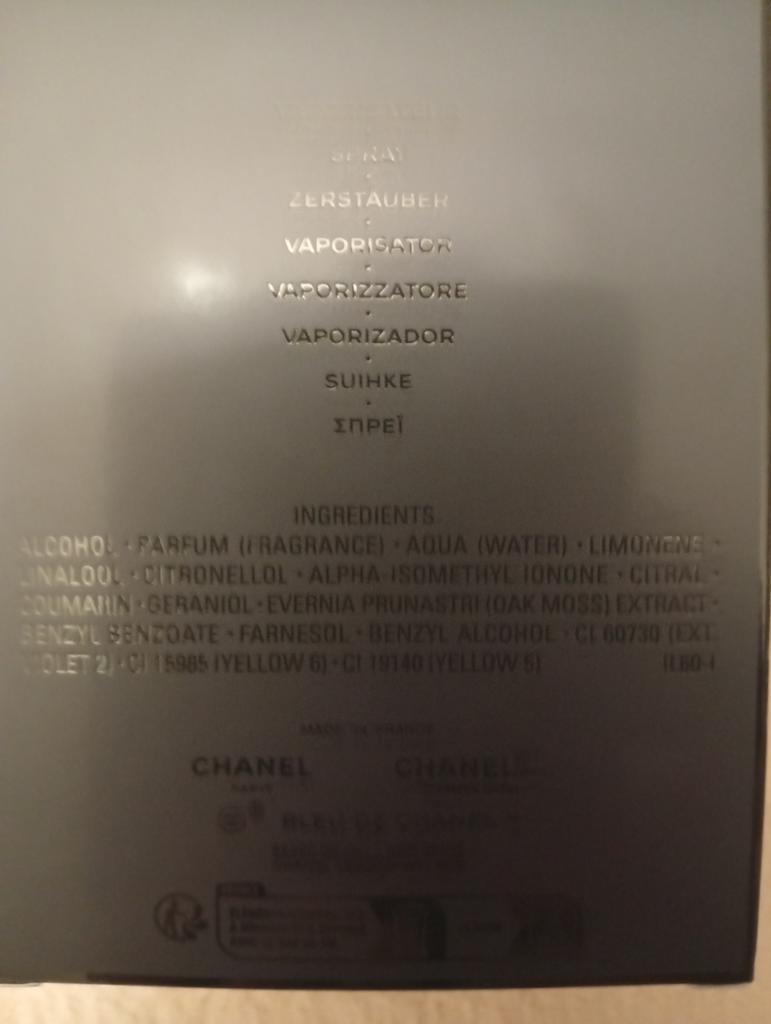 SPRAY
•
ZERSTÄUBER
•
VAPORISATOR
•
VAPORIZZATORE
•
VAPORIZADOR
•
SUIHKE
•
ΣΠΡΕΪ
INGREDIENTS
ALCOHOL • PARFUM (FRAGRANCE) • AQUA (WATER) • LIMONENE •
LINALOOL • CITRONELLOL • ALPHA-ISOMETHYL IONONE • CITRAL •
COUMARIN • GERANIOL • EVERNIA PRUNASTRI (OAK MOSS) EXTRACT •
BENZYL BENZOATE • FARNESOL • BENZYL ALCOHOL • CI 60730 (EXT.
VIOLET 2) • CI 15985 (YELLOW 6) • CI 19140 (YELLOW 5)
MADE IN FRANCE
CHANEL CHANEL
PARIS
BLEU DE CHANEL